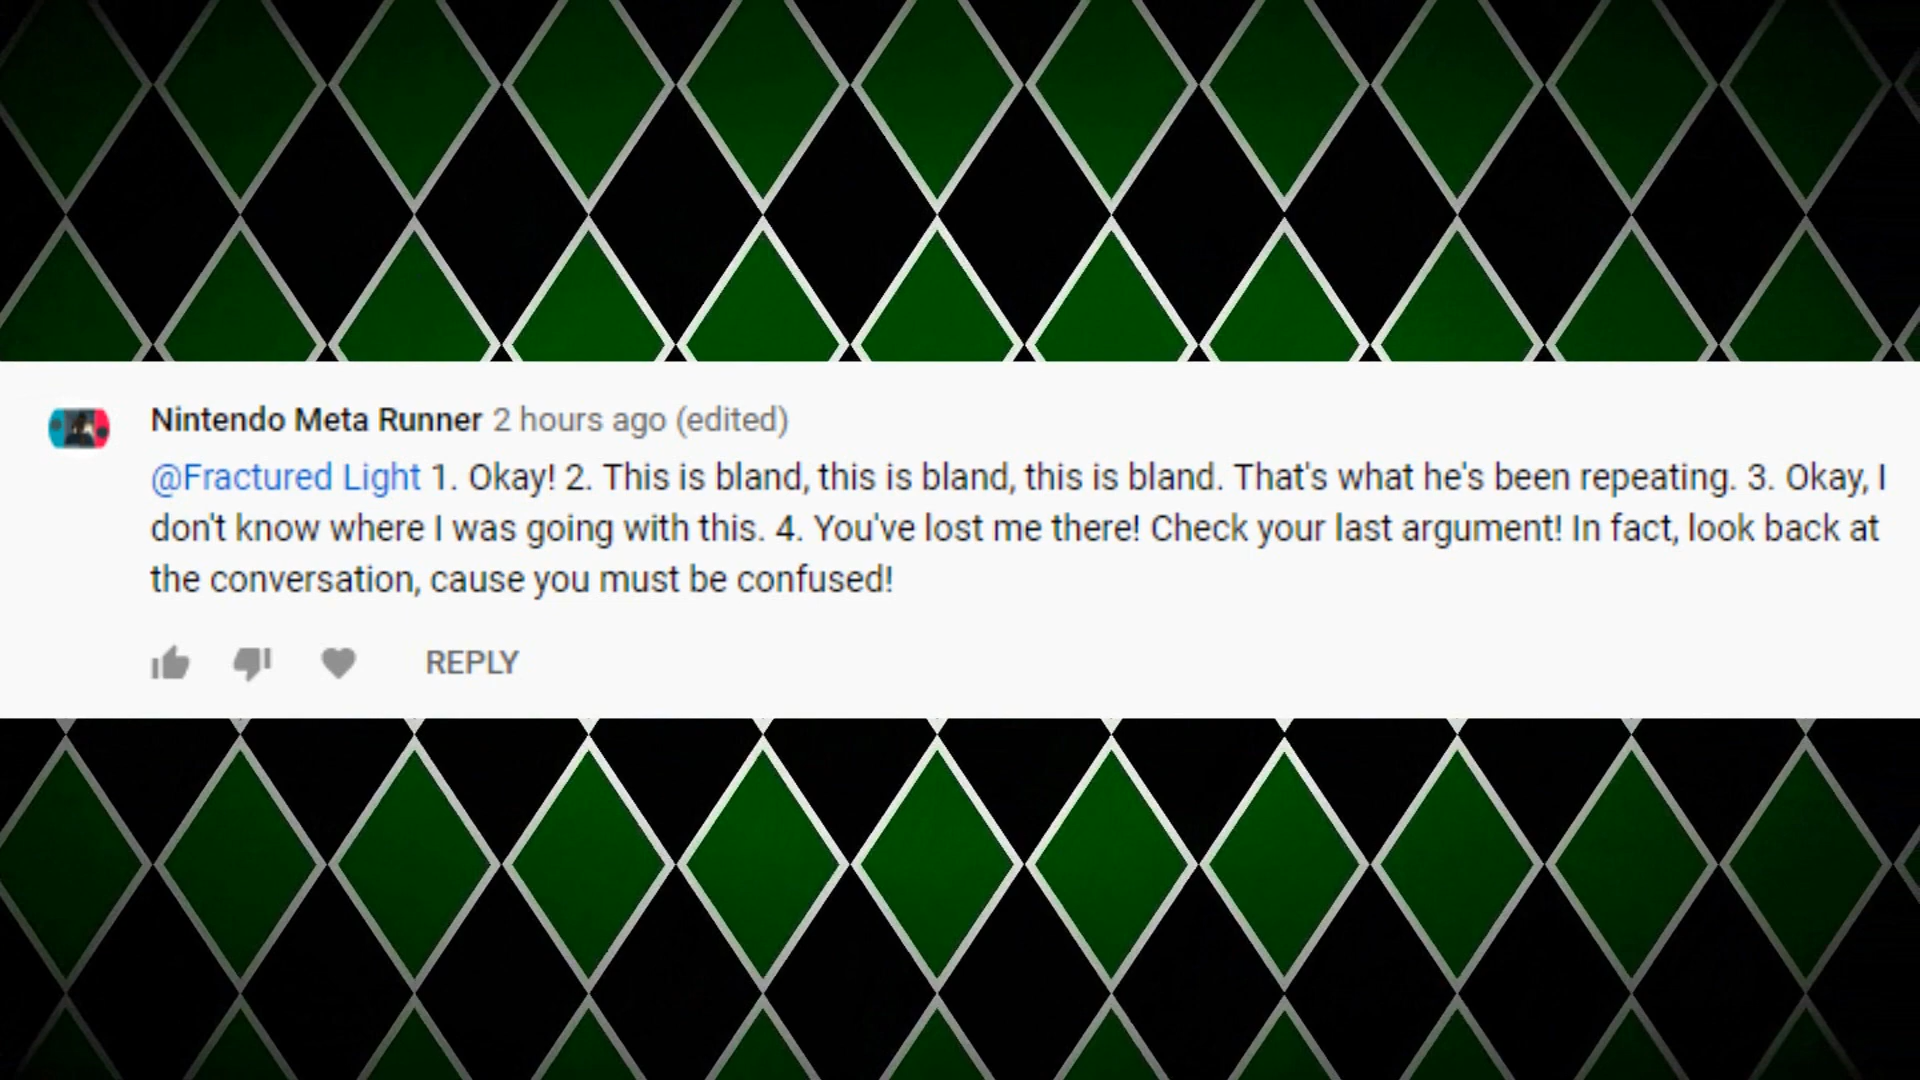 Nintendo Meta Runner 2 hours ago (edited)
@Fractured Light 1. Okay! 2. This is bland, this is bland, this is bland. That's what he's been repeating. 3. Okay, I
don't know where I was going with this. 4. You've lost me there! Check your last argument! In fact, look back at
the conversation, cause you must be confused!
REPLY